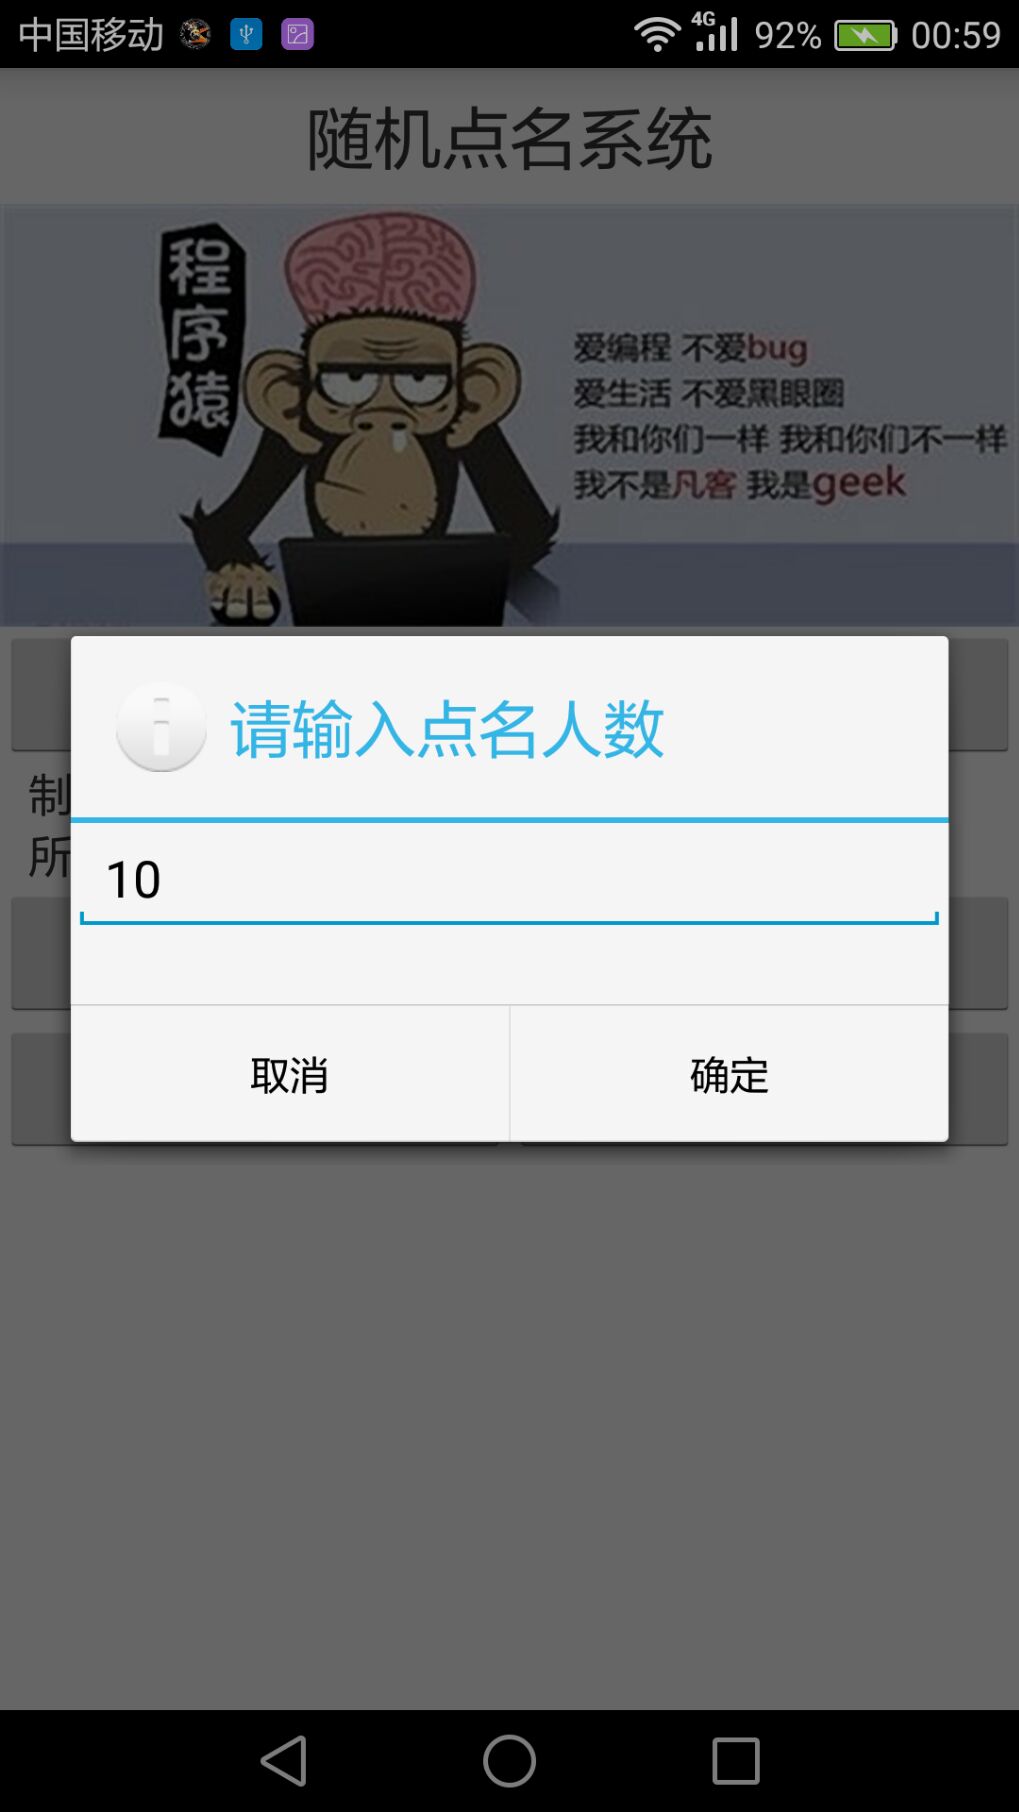 中国移动 4G 92% 00:59
随机点名系统
程序猿
爱编程 不爱bug
爱生活 不爱黑眼圈
我和你们一样 我和你们不一样
我不是凡客 我是geek
请输入点名人数
制
所
10
取消 确定